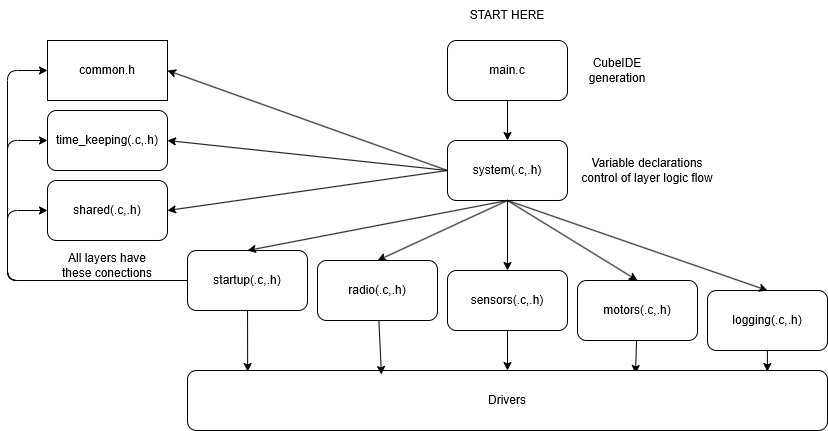 START HERE
common.h
main.c
CubeIDE
generation
time_keeping(.c,.h)
system(.c,.h)
Variable declarations
control of layer logic flow
shared(.c,.h)
All layers have
these conections
startup(.c,.h)
radio(.c,.h)
sensors(.c,.h)
motors(.c,.h)
logging(.c,.h)
Drivers